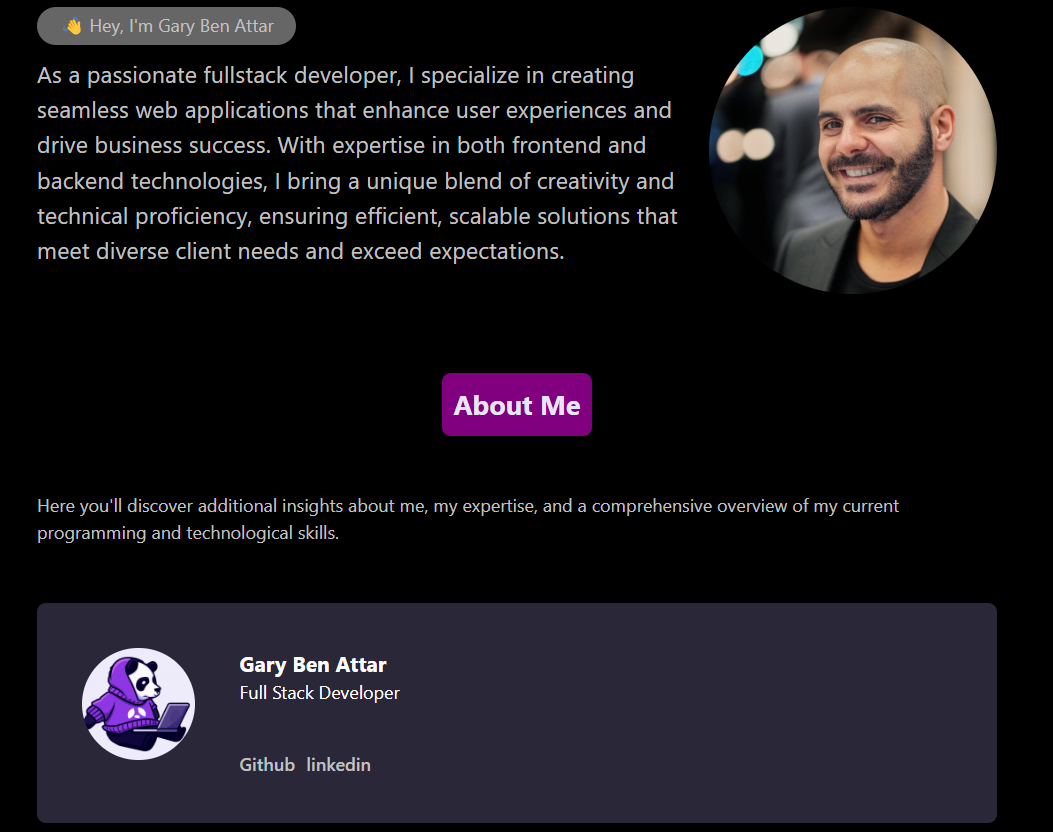 👋 Hey, I'm Gary Ben Attar
As a passionate fullstack developer, I specialize in creating
seamless web applications that enhance user experiences and
drive business success. With expertise in both frontend and
backend technologies, I bring a unique blend of creativity and
technical proficiency, ensuring efficient, scalable solutions that
meet diverse client needs and exceed expectations.
About Me
Here you'll discover additional insights about me, my expertise, and a comprehensive overview of my current
programming and technological skills.
Gary Ben Attar
Full Stack Developer
Github linkedin